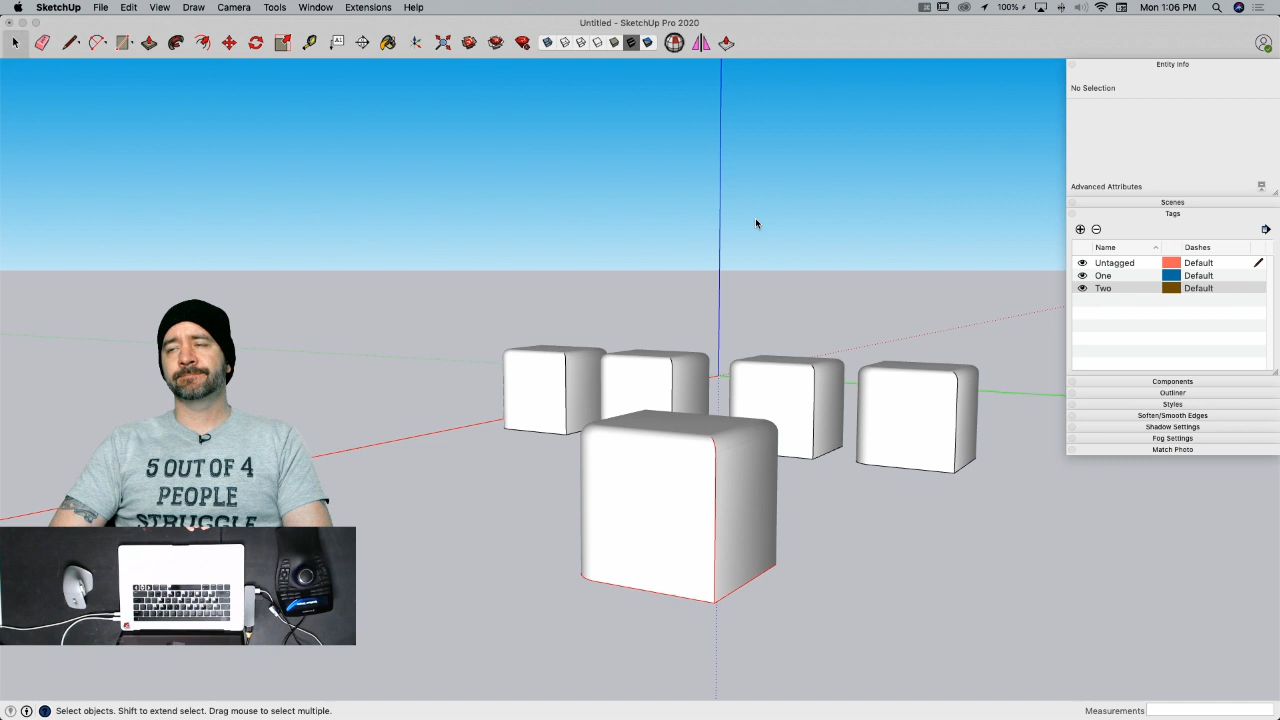 SketchUp File Edit View Draw Camera Tools Window Extensions Help
100% Mon 1:06 PM
Untitled - SketchUp Pro 2020
Entity Info
No Selection
Advanced Attributes
Scenes
Tags
Name Dashes
Untagged Default
One Default
Two Default
Components
Outliner
Styles
Soften/Smooth Edges
Shadow Settings
Fog Settings
Match Photo
5 OUT OF 4
PEOPLE
STRUGGLE
Select objects. Shift to extend select. Drag mouse to select multiple.
Measurements